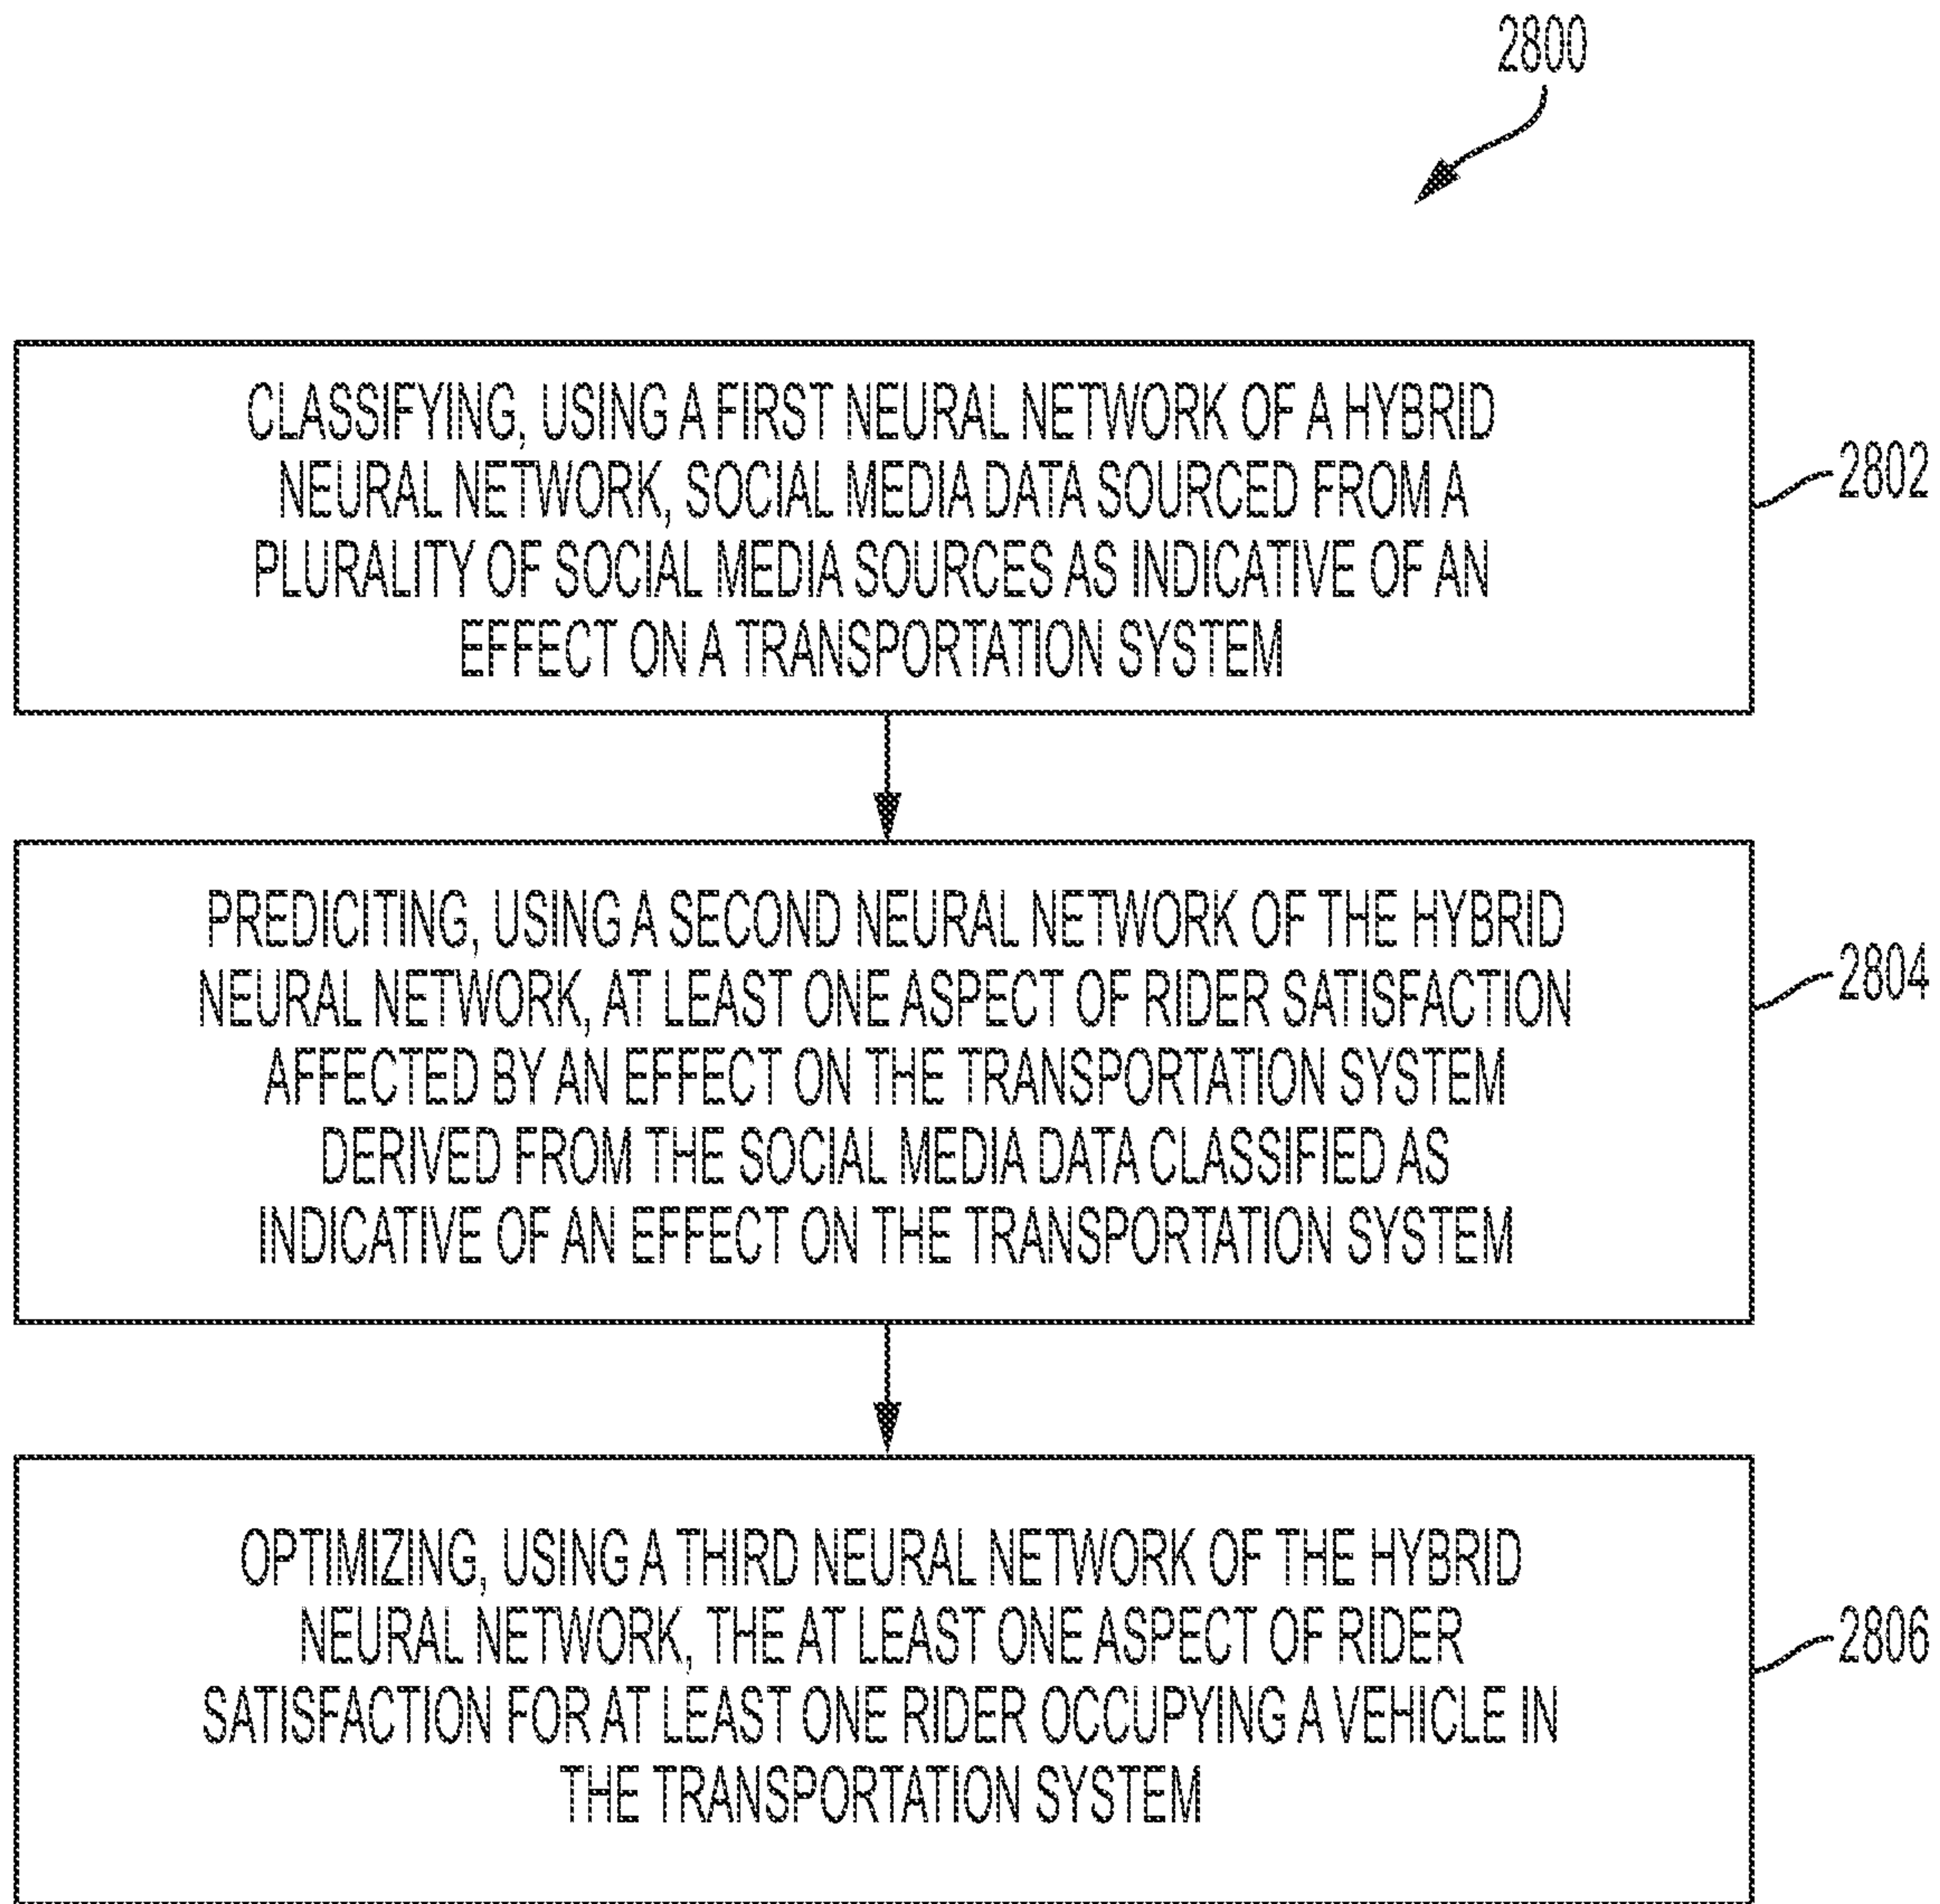 2800
CLASSIFYING, USING A FIRST NEURAL NETWORK OF A HYBRID
NEURAL NETWORK, SOCIAL MEDIA DATA SOURCED FROM A
PLURALITY OF SOCIAL MEDIA SOURCES AS INDICATIVE OF AN
EFFECT ON A TRANSPORTATION SYSTEM
2802
PREDICITING, USING A SECOND NEURAL NETWORK OF THE HYBRID
NEURAL NETWORK, AT LEAST ONE ASPECT OF RIDER SATISFACTION
AFFECTED BY AN EFFECT ON THE TRANSPORTATION SYSTEM
DERIVED FROM THE SOCIAL MEDIA DATA CLASSIFIED AS
INDICATIVE OF AN EFFECT ON THE TRANSPORTATION SYSTEM
2804
OPTIMIZING, USING A THIRD NEURAL NETWORK OF THE HYBRID
NEURAL NETWORK, THE AT LEAST ONE ASPECT OF RIDER
SATISFACTION FOR AT LEAST ONE RIDER OCCUPYING A VEHICLE IN
THE TRANSPORTATION SYSTEM
2806